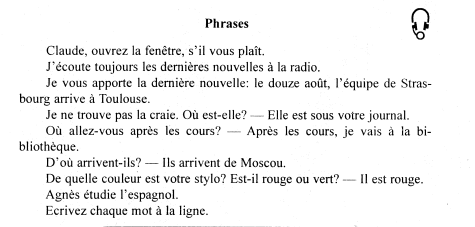 Phrases
Claude, ouvrez la fenêtre, s'il vous plaît.
J'écoute toujours les dernières nouvelles à la radio.
Je vous apporte la dernière nouvelle: le douze août, l'équipe de Stras-
bourg arrive à Toulouse.
Je ne trouve pas la craie. Où est-elle? — Elle est sous votre journal.
Où allez-vous après les cours? — Après les cours, je vais à la bi-
bliothèque.
D'où arrivent-ils? — Ils arrivent de Moscou.
De quelle couleur est votre stylo? Est-il rouge ou vert? — Il est rouge.
Agnès étudie l'espagnol.
Ecrivez chaque mot à la ligne.